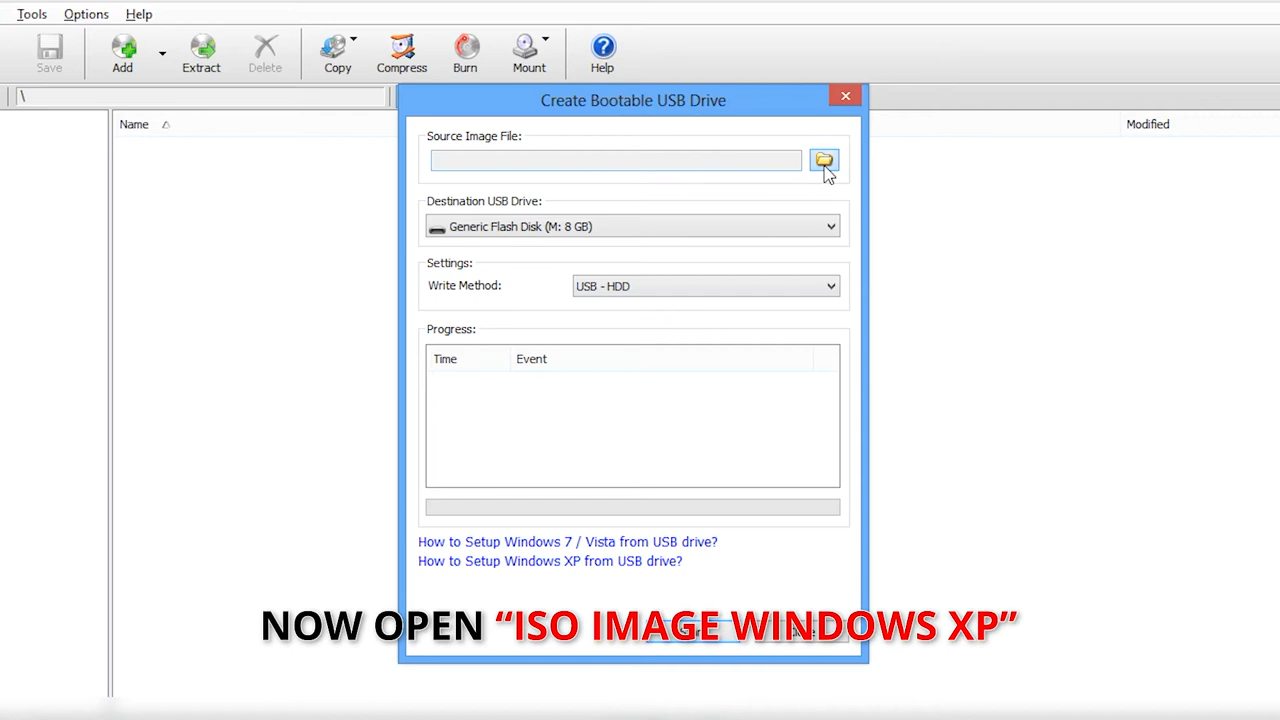 Tools Options Help
Save Add Extract Delete Copy Compress Burn Mount Help
\
Name Modified
Create Bootable USB Drive
Source Image File:
Destination USB Drive:
Generic Flash Disk (M: 8 GB)
Settings:
Write Method: USB - HDD
Progress:
Time Event
How to Setup Windows 7 / Vista from USB drive?
How to Setup Windows XP from USB drive?
NOW OPEN “ISO IMAGE WINDOWS XP”